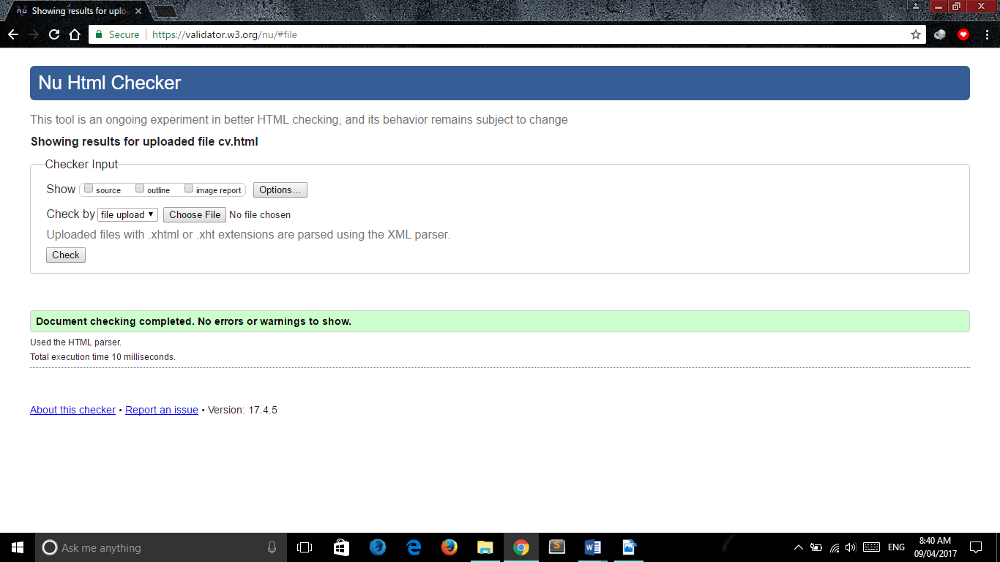 nu Showing results for uplo
Secure https://validator.w3.org/nu/#file
Nu Html Checker
This tool is an ongoing experiment in better HTML checking, and its behavior remains subject to change
Showing results for uploaded file cv.html
Checker Input
Show source outline image report Options...
Check by file upload Choose File No file chosen
Uploaded files with .xhtml or .xht extensions are parsed using the XML parser.
Check
Document checking completed. No errors or warnings to show.
Used the HTML parser.
Total execution time 10 milliseconds.
About this checker • Report an issue • Version: 17.4.5
Ask me anything
ENG
8:40 AM
09/04/2017